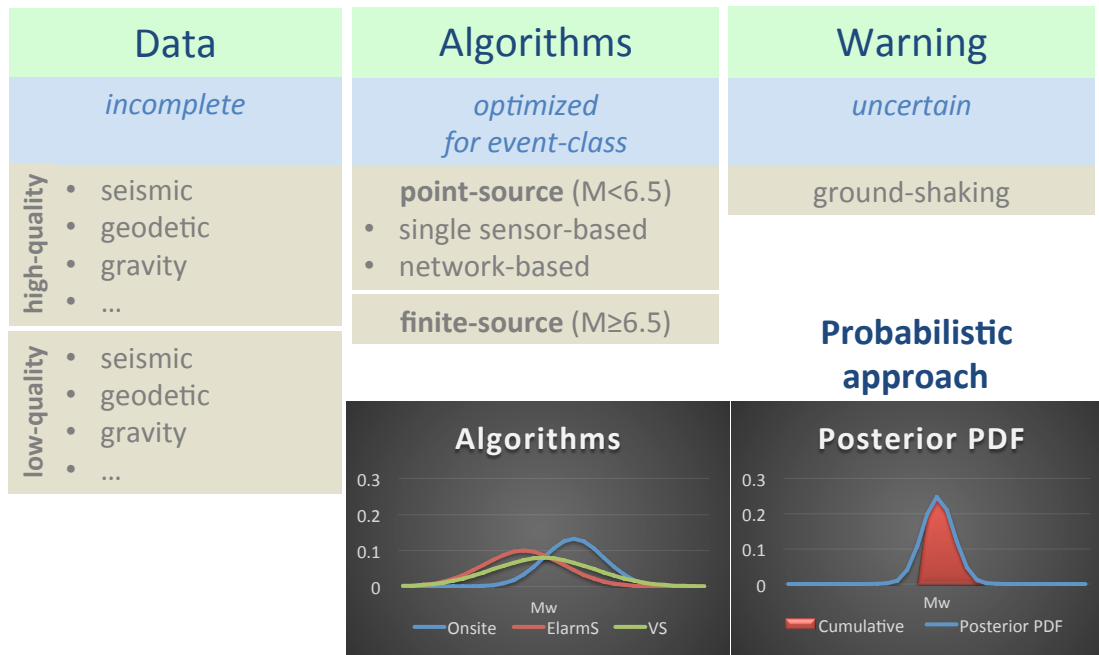 Data
incomplete
high-quality
• seismic
• geodetic
• gravity
• ...
low-quality
• seismic
• geodetic
• gravity
• ...
Algorithms
optimized
for event-class
point-source (M<6.5)
• single sensor-based
• network-based
finite-source (M≥6.5)
Warning
uncertain
ground-shaking
Probabilistic
approach
Algorithms
0.3
0.2
0.1
0
Mw
Onsite ElarmS VS
Posterior PDF
0.3
0.2
0.1
0
Mw
Cumulative Posterior PDF